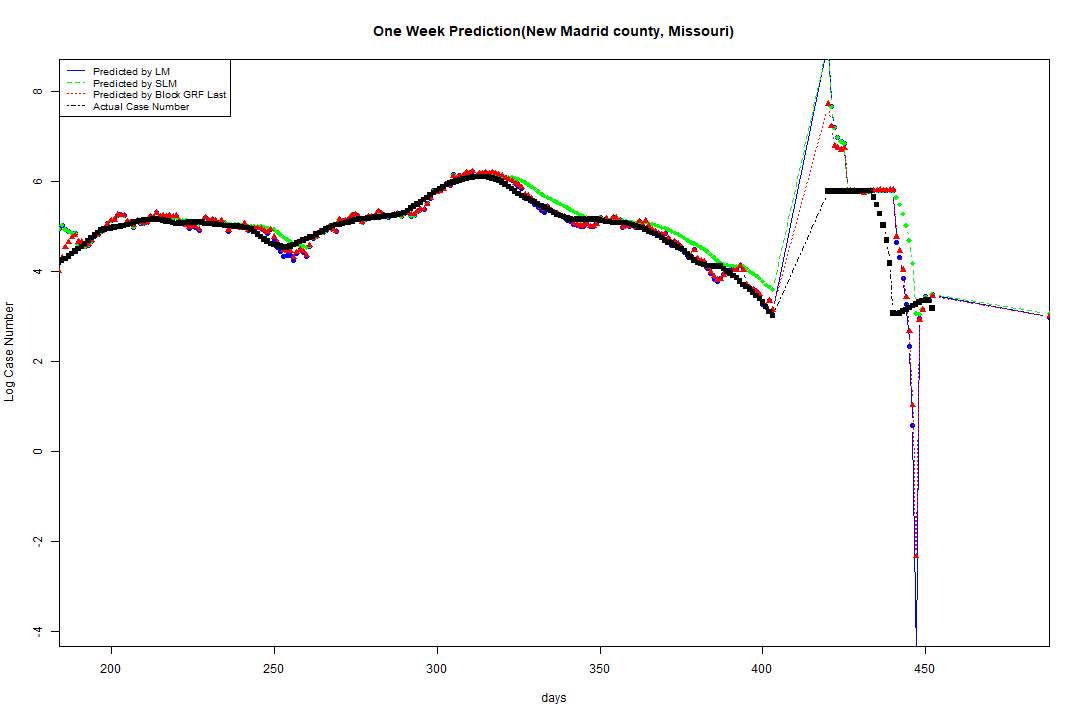 One Week Prediction(New Madrid county, Missouri)
Predicted by LM
Predicted by SLM
Predicted by Block GRF Last
Actual Case Number
8
6
4
2
0
-2
-4
Log Case Number
200 250 300 350 400 450
days